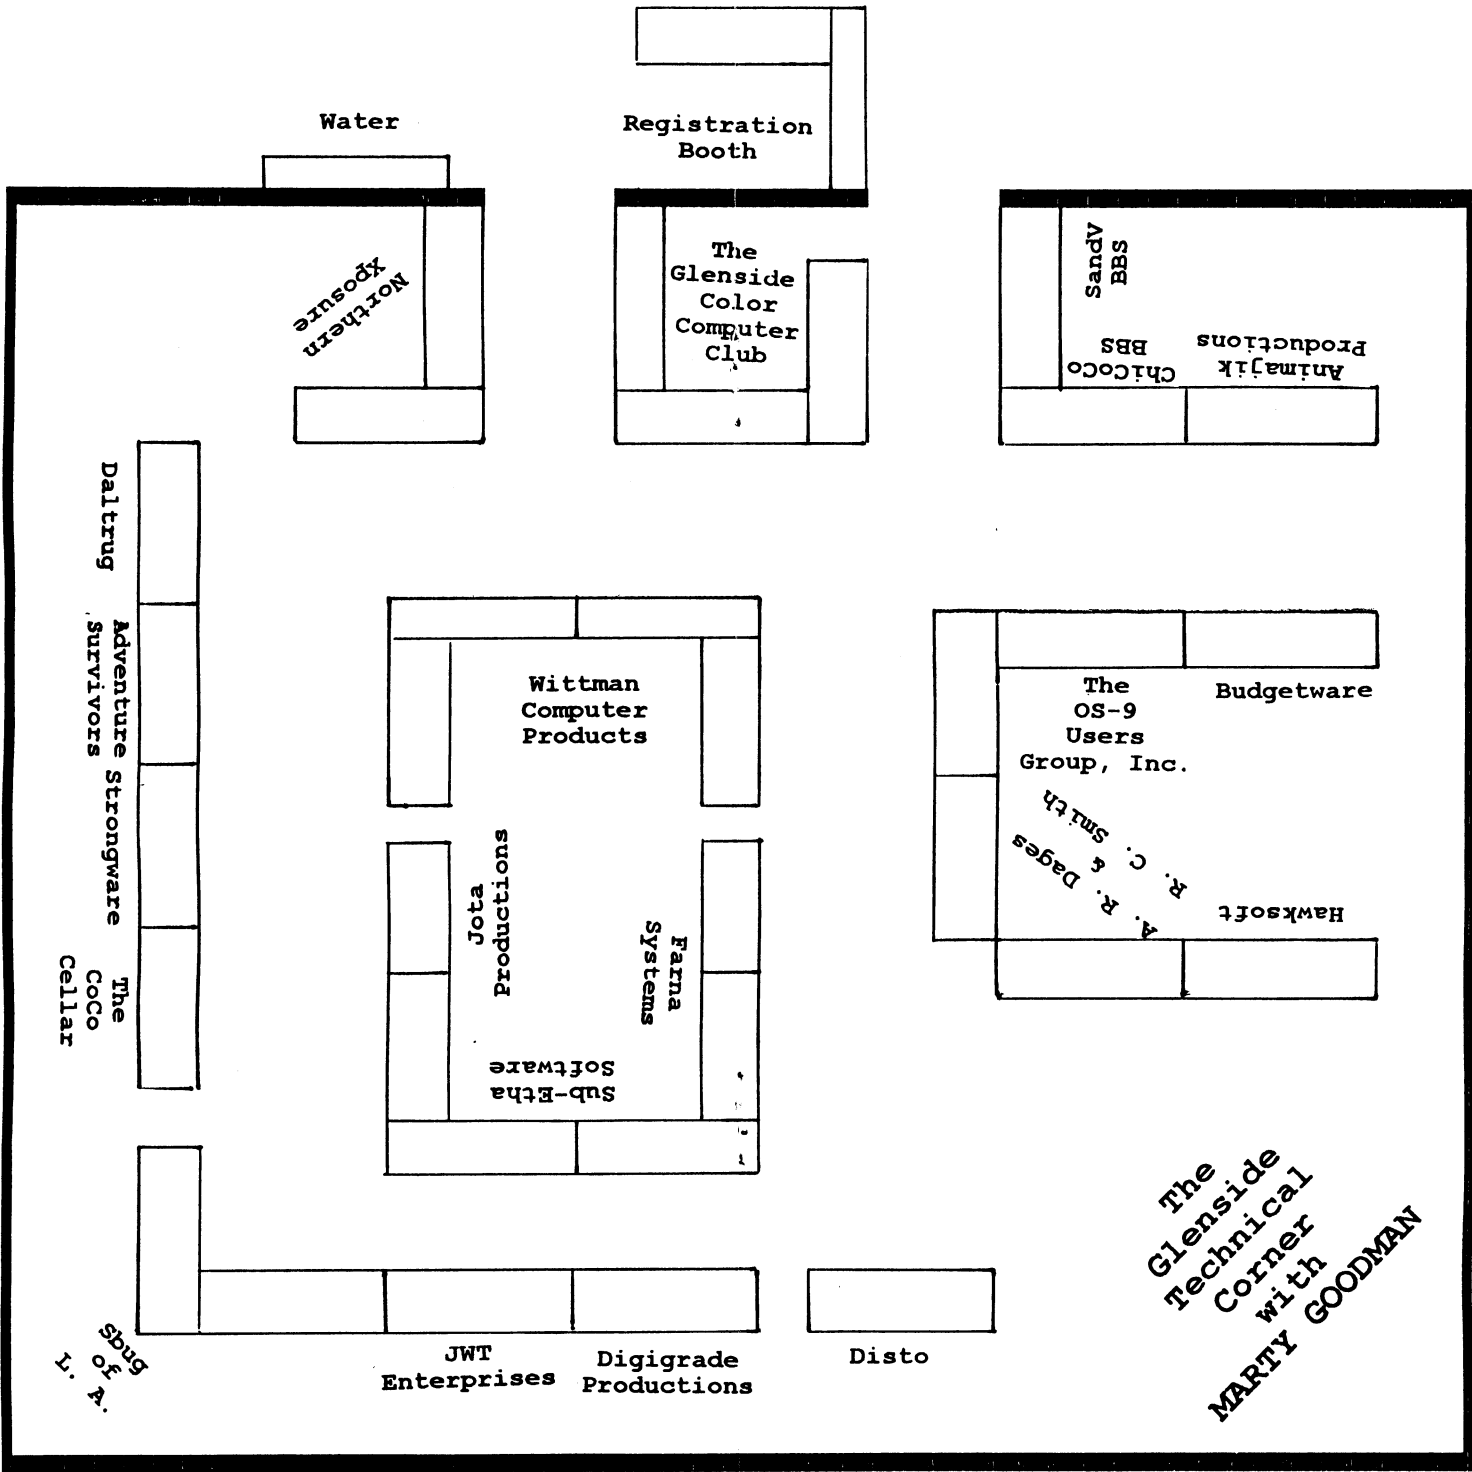 Water
Registration
Booth
Northern
Xposure
The
Glenside
Color
Computer
Club
SandV
BBS
ChiCoCo
BBS
Animajik
Productions
Daltrug
Adventure
Survivors
Strongware
The
CoCo
Cellar
Wittman
Computer
Products
Jota
Productions
Farna
Systems
Sub-Etha
Software
The
OS-9
Users
Group, Inc.
Budgetware
A. R. Dages
&
R. C. Smith
Hawksoft
Sbug
of
L. A.
JWT
Enterprises
Digigrade
Productions
Disto
The
Glenside
Technical
Corner
with
MARTY GOODMAN